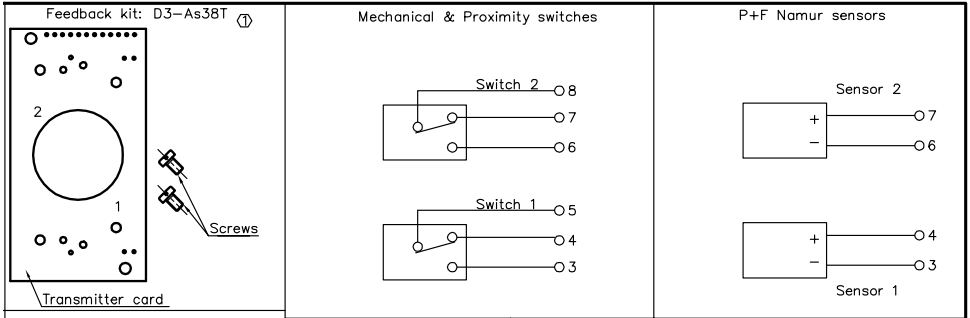 Feedback kit: D3-As38T 1
2
1
Screws
Transmitter card
Mechanical & Proximity switches
Switch 2 8
7
6
Switch 1 5
4
3
P+F Namur sensors
Sensor 2
+ 7
− 6
+ 4
− 3
Sensor 1